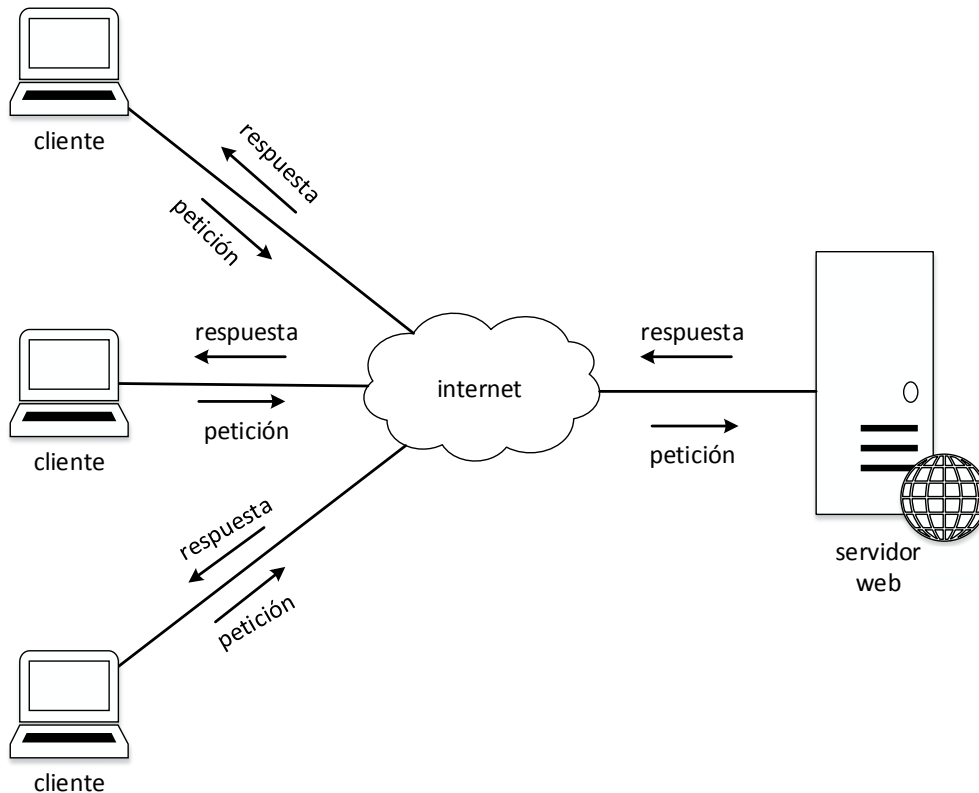 cliente
respuesta
petición
respuesta
petición
cliente
internet
respuesta
petición
servidor
web
respuesta
petición
cliente